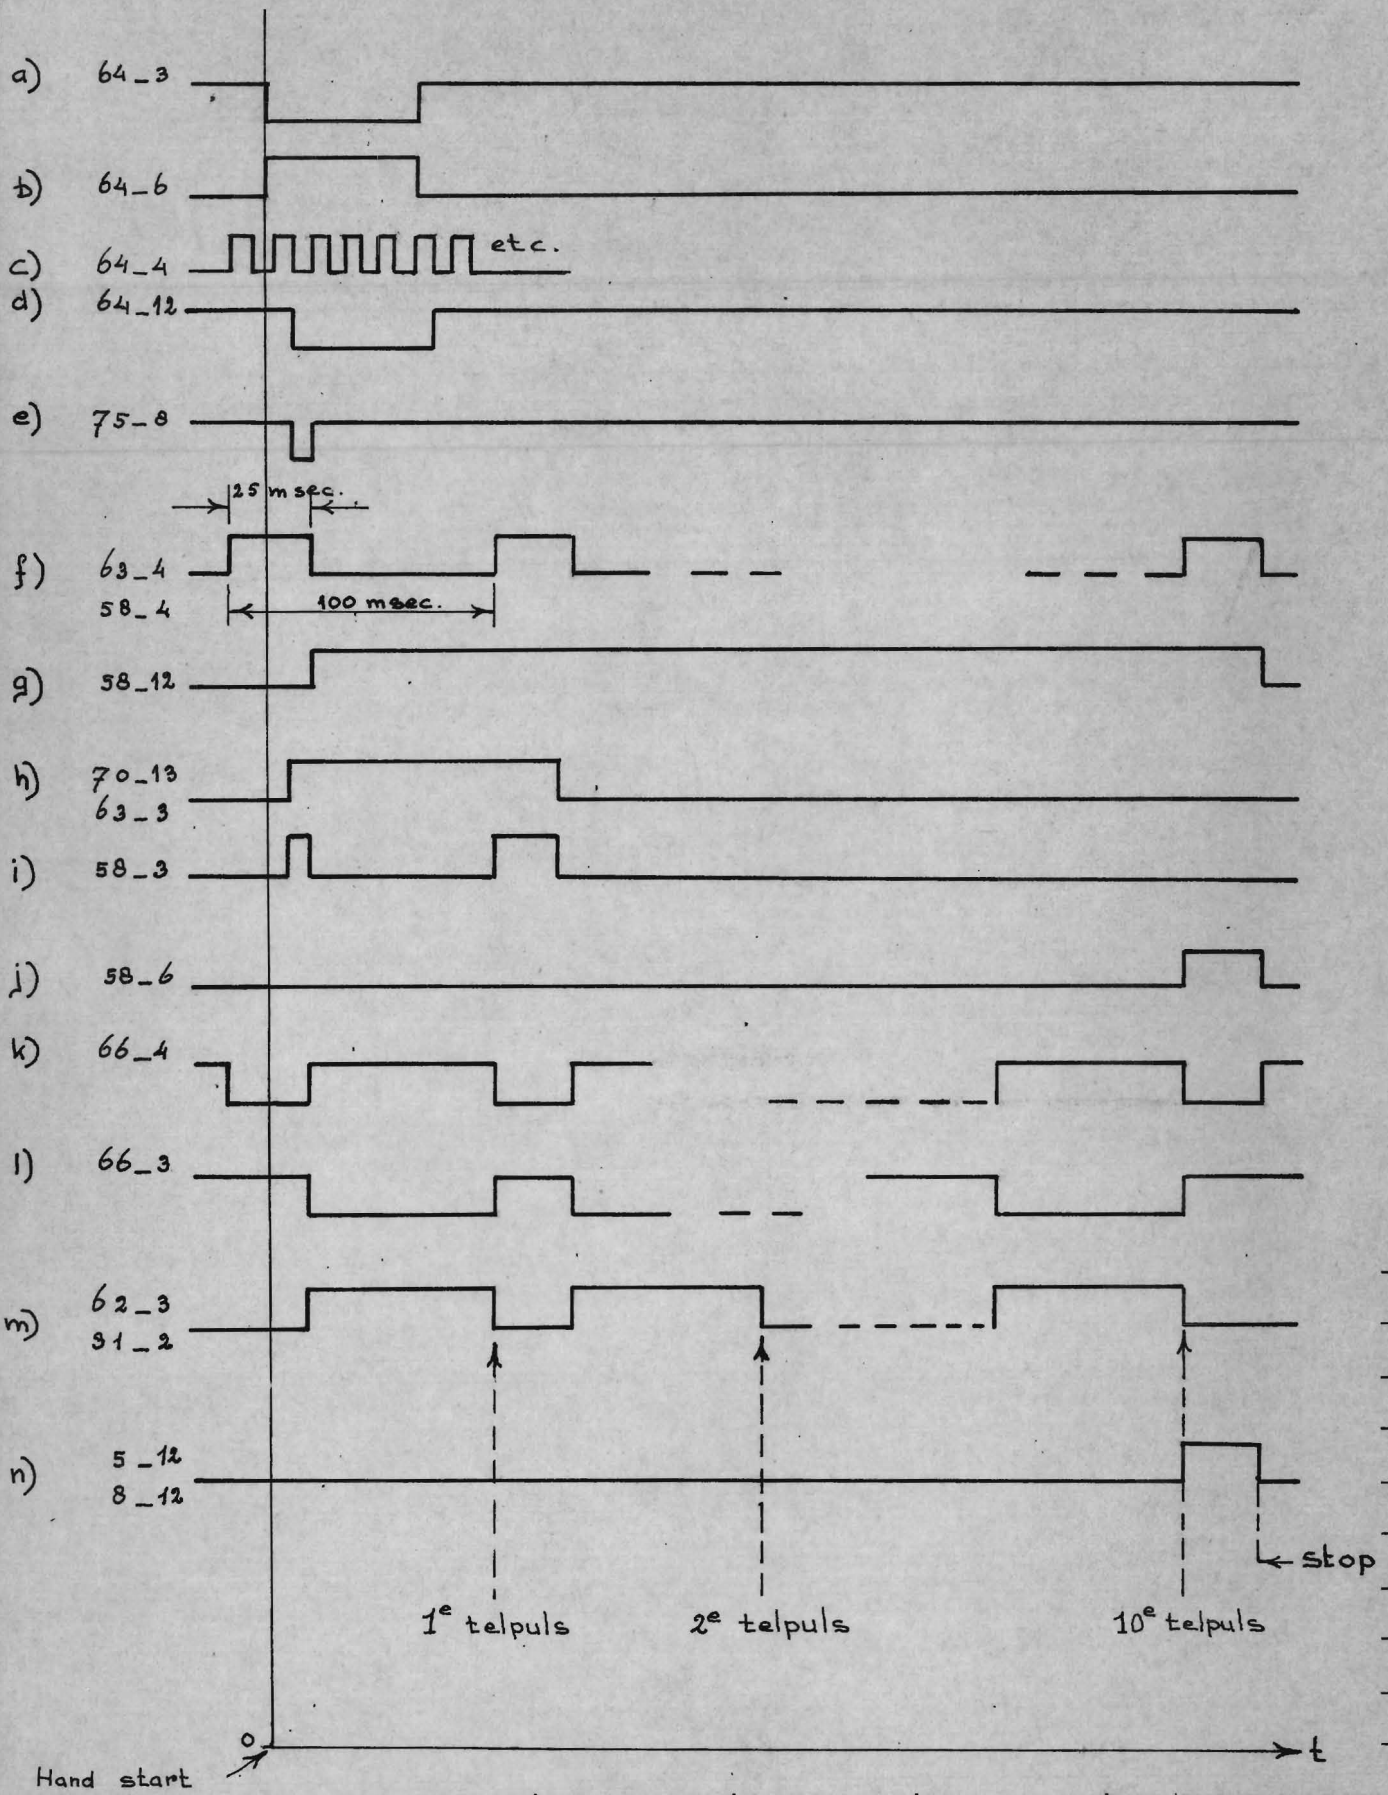 a) 64_3
b) 64_6
c) 64_4 etc.
d) 64_12
e) 75_8
25 msec.
f) 63_4
58_4
100 msec.
g) 58_12
h) 70_13
63_3
i) 58_3
j) 58_6
k) 66_4
l) 66_3
m) 62_3
31_2
n) 5_12
8_12
stop
1e telpuls 2e telpuls 10e telpuls
0
t
Hand start